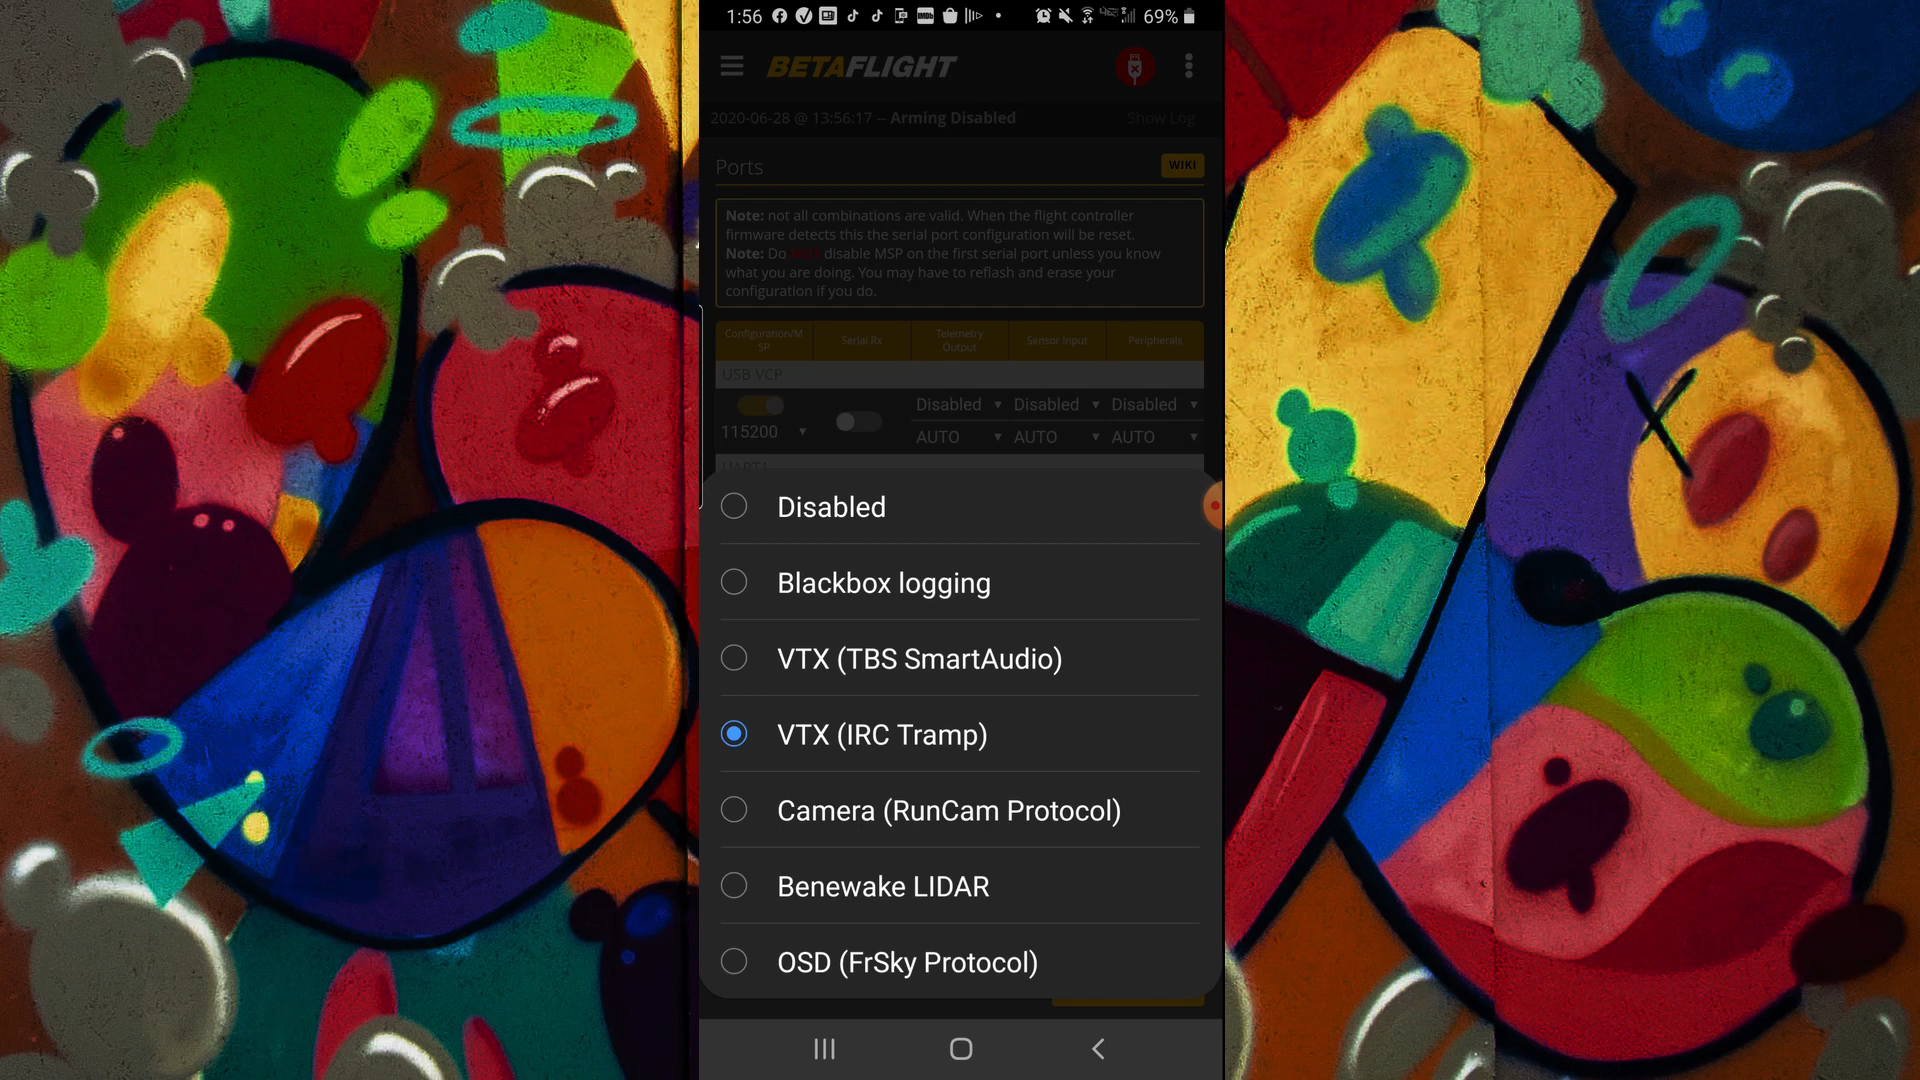 1:56
69%
BETAFLIGHT
2020-06-28 @ 13:56:17 -- Arming Disabled
Show Log
Ports
WIKI
Note: not all combinations are valid. When the flight controller
firmware detects this the serial port configuration will be reset.
Note: Do disable MSP on the first serial port unless you know
what you are doing. You may have to reflash and erase your
configuration if you do.
Configuration/M
SP
Serial Rx
Telemetry
Output
Sensor Input
Peripherals
USB VCP
Disabled Disabled Disabled
115200
AUTO AUTO AUTO
UART1
Disabled
Blackbox logging
VTX (TBS SmartAudio)
VTX (IRC Tramp)
Camera (RunCam Protocol)
Benewake LIDAR
OSD (FrSky Protocol)